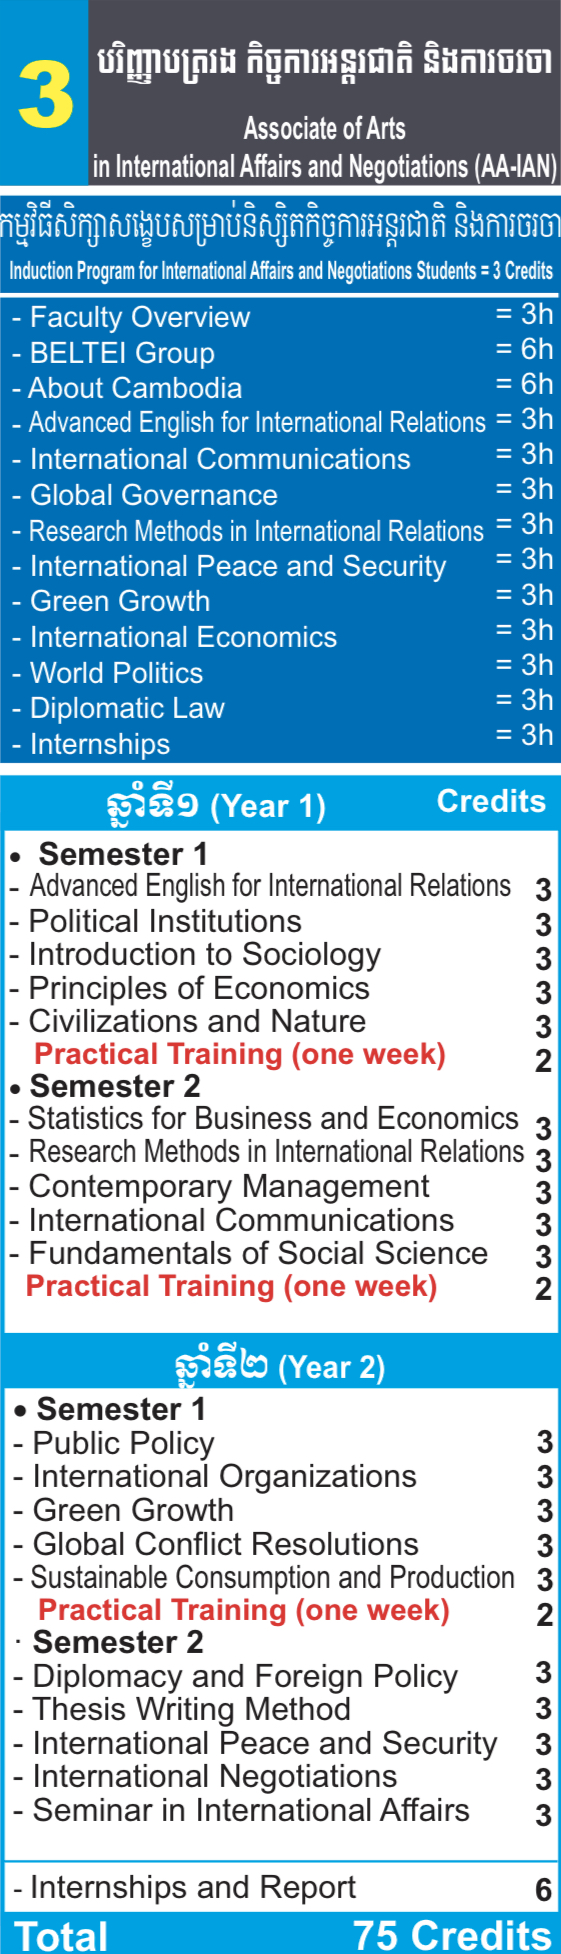 3
បរិញ្ញាបត្ររង កិច្ចការអន្តរជាតិ និងការចរចា
Associate of Arts
in International Affairs and Negotiations (AA-IAN)
កម្មវិធីសិក្សាសង្ខេបសម្រាប់និស្សិតកិច្ចការអន្តរជាតិ និងការចរចា
Induction Program for International Affairs and Negotiations Students = 3 Credits
- Faculty Overview = 3h
- BELTEI Group = 6h
- About Cambodia = 6h
- Advanced English for International Relations = 3h
- International Communications = 3h
- Global Governance = 3h
- Research Methods in International Relations = 3h
- International Peace and Security = 3h
- Green Growth = 3h
- International Economics = 3h
- World Politics = 3h
- Diplomatic Law = 3h
- Internships = 3h
ឆ្នាំទី១ (Year 1) Credits
• Semester 1
- Advanced English for International Relations 3
- Political Institutions 3
- Introduction to Sociology 3
- Principles of Economics 3
- Civilizations and Nature 3
Practical Training (one week) 2
• Semester 2
- Statistics for Business and Economics 3
- Research Methods in International Relations 3
- Contemporary Management 3
- International Communications 3
- Fundamentals of Social Science 3
Practical Training (one week) 2
ឆ្នាំទី២ (Year 2)
• Semester 1
- Public Policy 3
- International Organizations 3
- Green Growth 3
- Global Conflict Resolutions 3
- Sustainable Consumption and Production 3
Practical Training (one week) 2
· Semester 2
- Diplomacy and Foreign Policy 3
- Thesis Writing Method 3
- International Peace and Security 3
- International Negotiations 3
- Seminar in International Affairs 3
- Internships and Report 6
Total 75 Credits